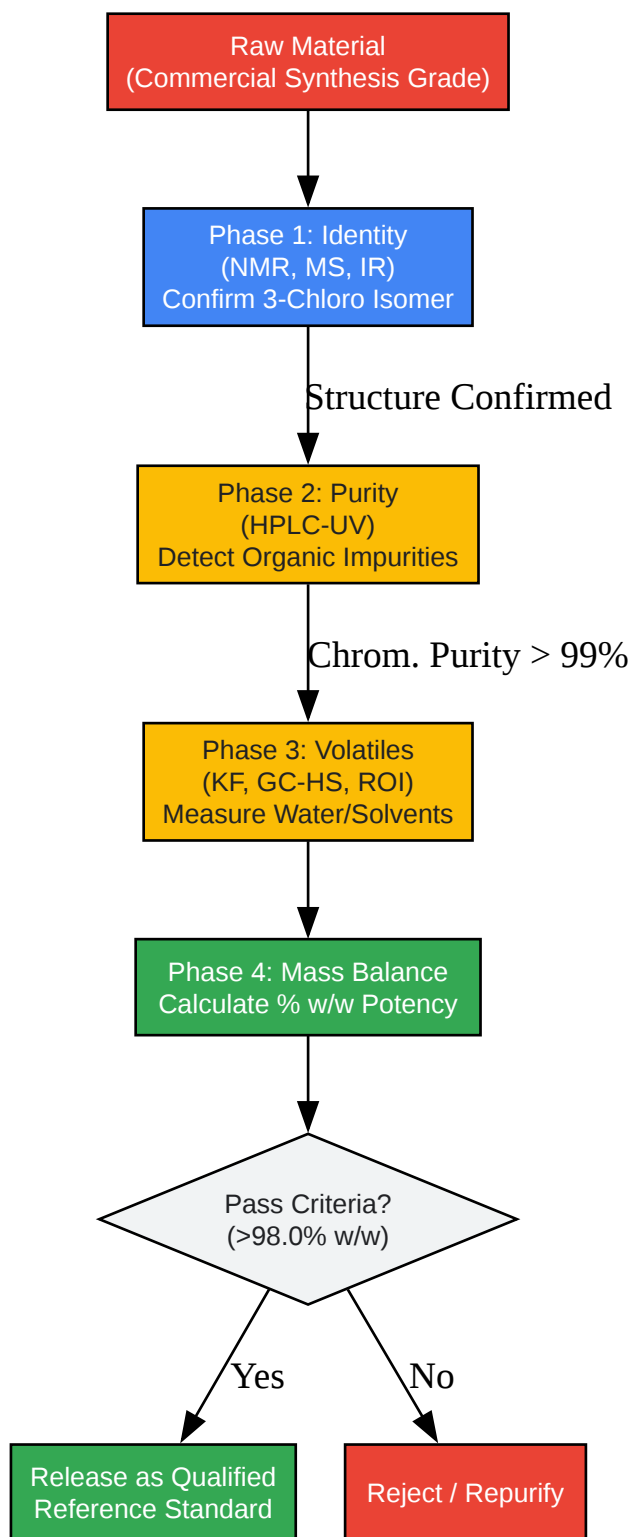 Raw Material
(Commercial Synthesis Grade)
Phase 1: Identity
(NMR, MS, IR)
Confirm 3-Chloro Isomer
Structure Confirmed
Phase 2: Purity
(HPLC-UV)
Detect Organic Impurities
Chrom. Purity > 99%
Phase 3: Volatiles
(KF, GC-HS, ROI)
Measure Water/Solvents
Phase 4: Mass Balance
Calculate % w/w Potency
Pass Criteria?
(>98.0% w/w)
Yes
No
Release as Qualified
Reference Standard
Reject / Repurify